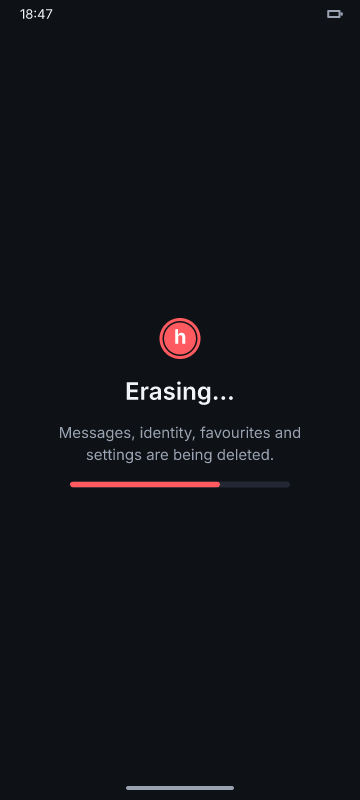 18:47
h
Erasing...
Messages, identity, favourites and
settings are being deleted.